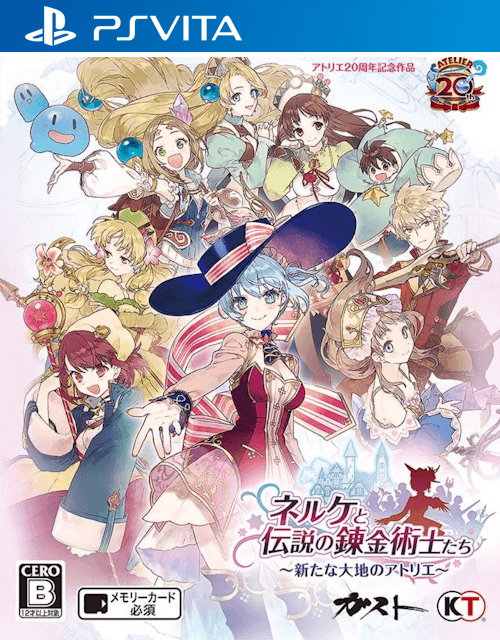 PSVITA
アトリエ20周年記念作品
ATELIER
20th
ネルケと
伝説の錬金術士たち
～新たな大地のアトリエ～
CERO
B
12才以上対象
メモリーカード
必須
ガスト
KT